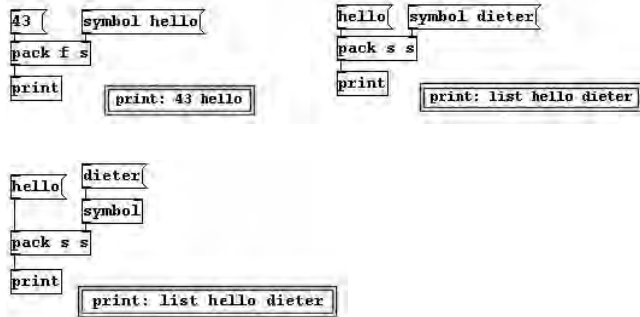 43
symbol hello
pack f s
print
print: 43 hello
hello
symbol dieter
pack s s
print
print: list hello dieter
hello
dieter
symbol
pack s s
print
print: list hello dieter